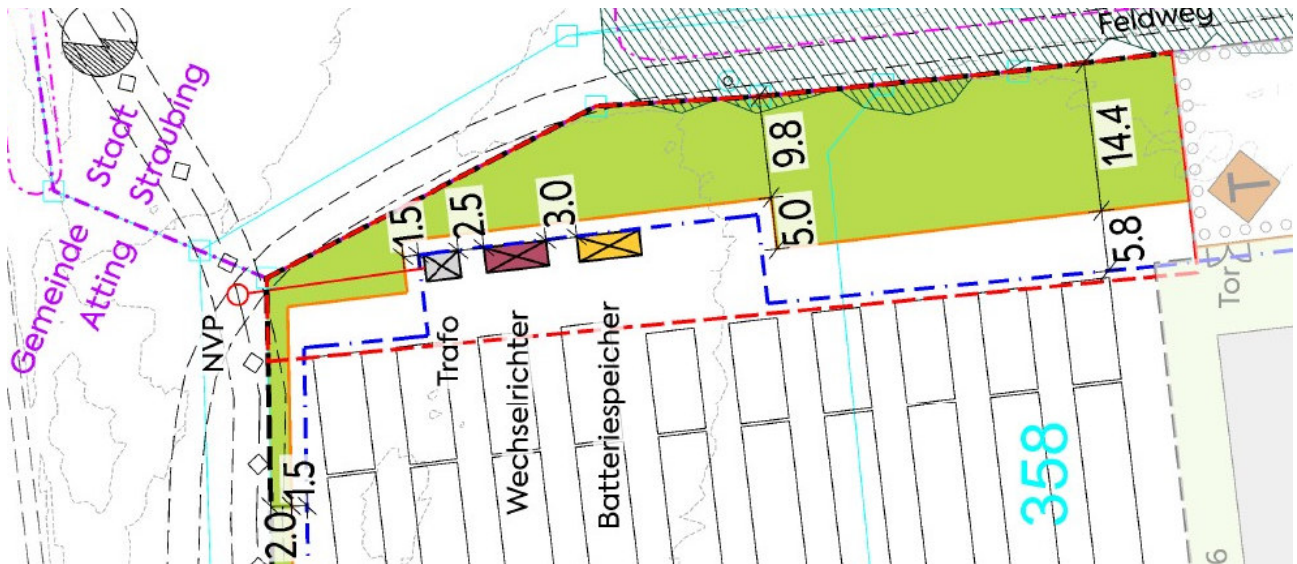 Feldweg
Stadt
Straubing
Gemeinde
Atting
NVP
1.5
2.5
3.0
9.8
5.0
14.4
5.8
T
Tor
Trafo
Wechselrichter
Batteriespeicher
358
2.0
1.5
6